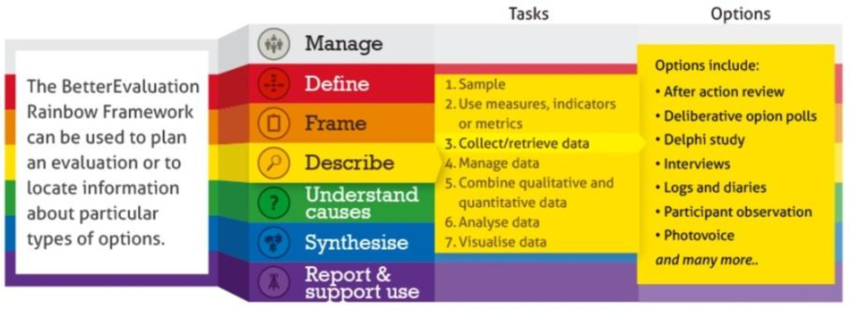 Tasks
Options
The BetterEvaluation
Rainbow Framework
can be used to plan
an evaluation or to
locate information
about particular
types of options.
Manage
Define
Frame
Describe
Understand
causes
Synthesise
Report &
support use
1. Sample
2. Use measures, indicators
or metrics
3. Collect/retrieve data
4. Manage data
5. Combine qualitative and
quantitative data
6. Analyse data
7. Visualise data
Options include:
• After action review
• Deliberative opion polls
• Delphi study
• Interviews
• Logs and diaries
• Participant observation
• Photovoice
and many more..